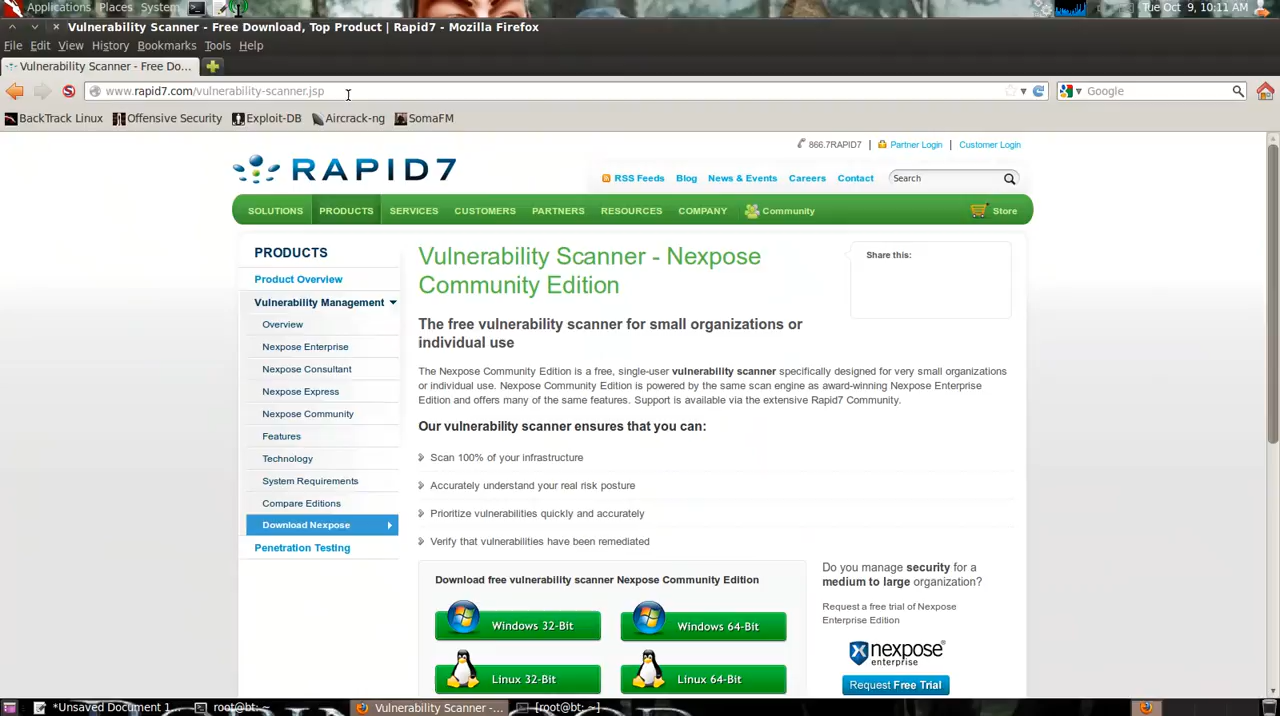 Applications Places System
Tue Oct 9, 10:11 AM
Vulnerability Scanner - Free Download, Top Product | Rapid7 - Mozilla Firefox
File Edit View History Bookmarks Tools Help
Vulnerability Scanner - Free Do...
www.rapid7.com/vulnerability-scanner.jsp
Google
BackTrack Linux Offensive Security Exploit-DB Aircrack-ng SomaFM
866.7RAPID7 | Partner Login | Customer Login
RAPID7
RSS Feeds Blog News & Events Careers Contact Search
SOLUTIONS PRODUCTS SERVICES CUSTOMERS PARTNERS RESOURCES COMPANY Community Store
PRODUCTS
Product Overview
Vulnerability Management
Overview
Nexpose Enterprise
Nexpose Consultant
Nexpose Express
Nexpose Community
Features
Technology
System Requirements
Compare Editions
Download Nexpose
Penetration Testing
Vulnerability Scanner - Nexpose
Community Edition
Share this:
The free vulnerability scanner for small organizations or
individual use
The Nexpose Community Edition is a free, single-user vulnerability scanner specifically designed for very small organizations
or individual use. Nexpose Community Edition is powered by the same scan engine as award-winning Nexpose Enterprise
Edition and offers many of the same features. Support is available via the extensive Rapid7 Community.
Our vulnerability scanner ensures that you can:
Scan 100% of your infrastructure
Accurately understand your real risk posture
Prioritize vulnerabilities quickly and accurately
Verify that vulnerabilities have been remediated
Download free vulnerability scanner Nexpose Community Edition
Windows 32-Bit
Windows 64-Bit
Linux 32-Bit
Linux 64-Bit
Do you manage security for a
medium to large organization?
Request a free trial of Nexpose
Enterprise Edition
nexpose
enterprise
Request Free Trial
*Unsaved Document 1... root@bt: ~ Vulnerability Scanner -... [root@bt: ~]